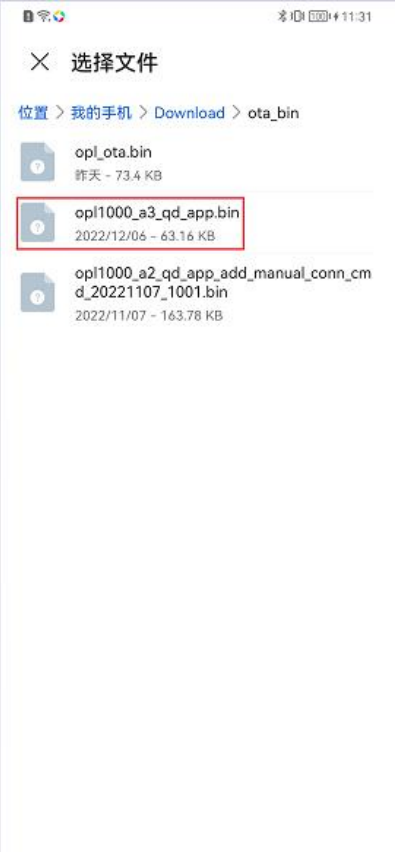 100 11:31
选择文件
位置 > 我的手机 > Download > ota_bin
opl_ota.bin
昨天 - 73.4 KB
opl1000_a3_qd_app.bin
2022/12/06 - 63.16 KB
opl1000_a2_qd_app_add_manual_conn_cm
d_20221107_1001.bin
2022/11/07 - 163.78 KB